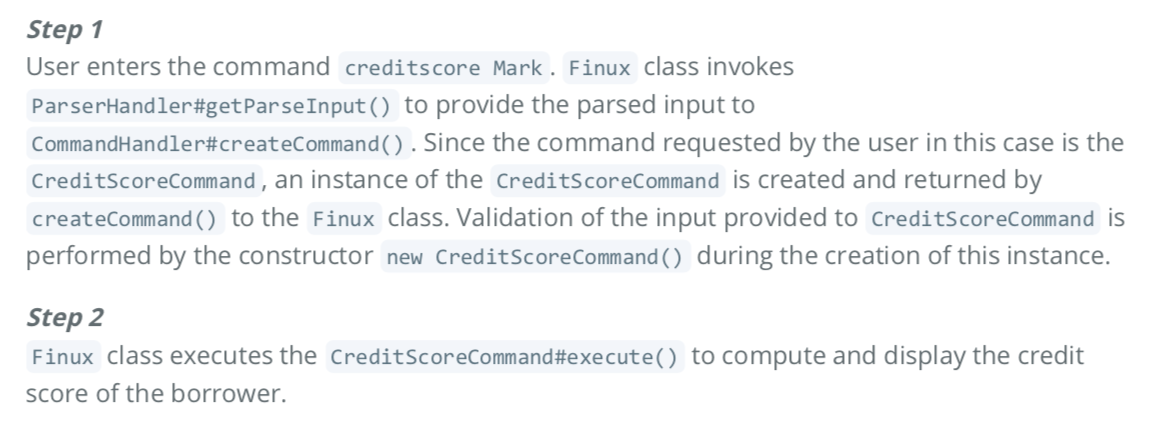 Step 1
User enters the command creditscore Mark. Finux class invokes
ParserHandler#getParseInput() to provide the parsed input to
CommandHandler#createCommand(). Since the command requested by the user in this case is the
CreditScoreCommand, an instance of the CreditScoreCommand is created and returned by
createCommand() to the Finux class. Validation of the input provided to CreditScoreCommand is
performed by the constructor new CreditScoreCommand() during the creation of this instance.
Step 2
Finux class executes the CreditScoreCommand#execute() to compute and display the credit
score of the borrower.